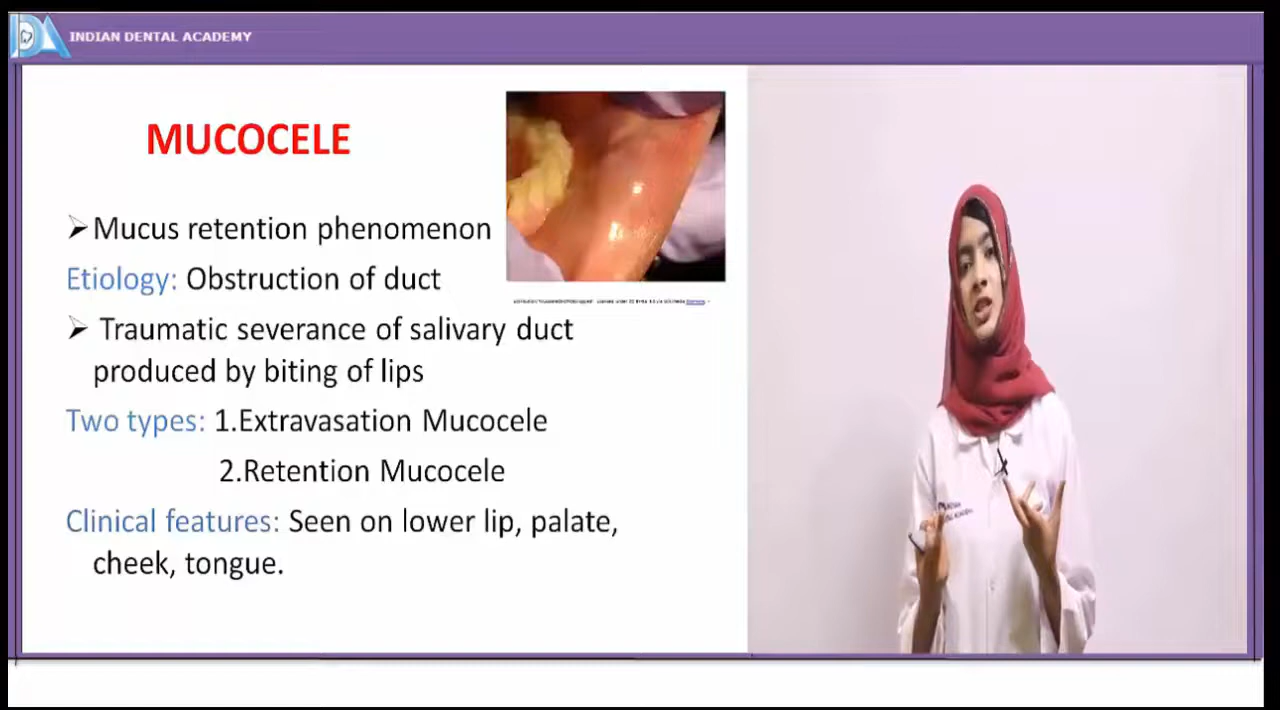 INDIAN DENTAL ACADEMY
MUCOCELE
➢Mucus retention phenomenon
Etiology: Obstruction of duct
➢ Traumatic severance of salivary duct
produced by biting of lips
Two types: 1.Extravasation Mucocele
2.Retention Mucocele
Clinical features: Seen on lower lip, palate,
cheek, tongue.